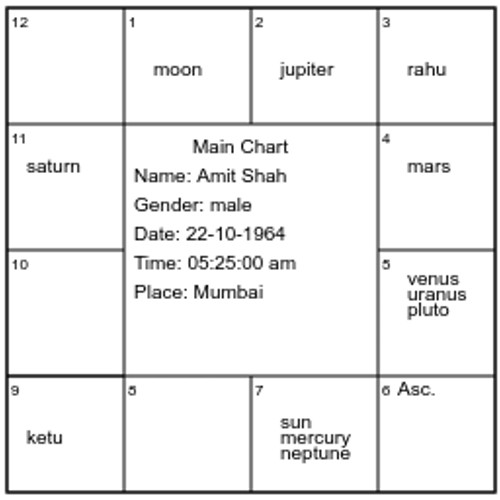 12
1
moon
2
jupiter
3
rahu
11
saturn
Main Chart
Name: Amit Shah
Gender: male
Date: 22-10-1964
Time: 05:25:00 am
Place: Mumbai
4
mars
10
5
venus
uranus
pluto
9
ketu
8
7
sun
mercury
neptune
6 Asc.